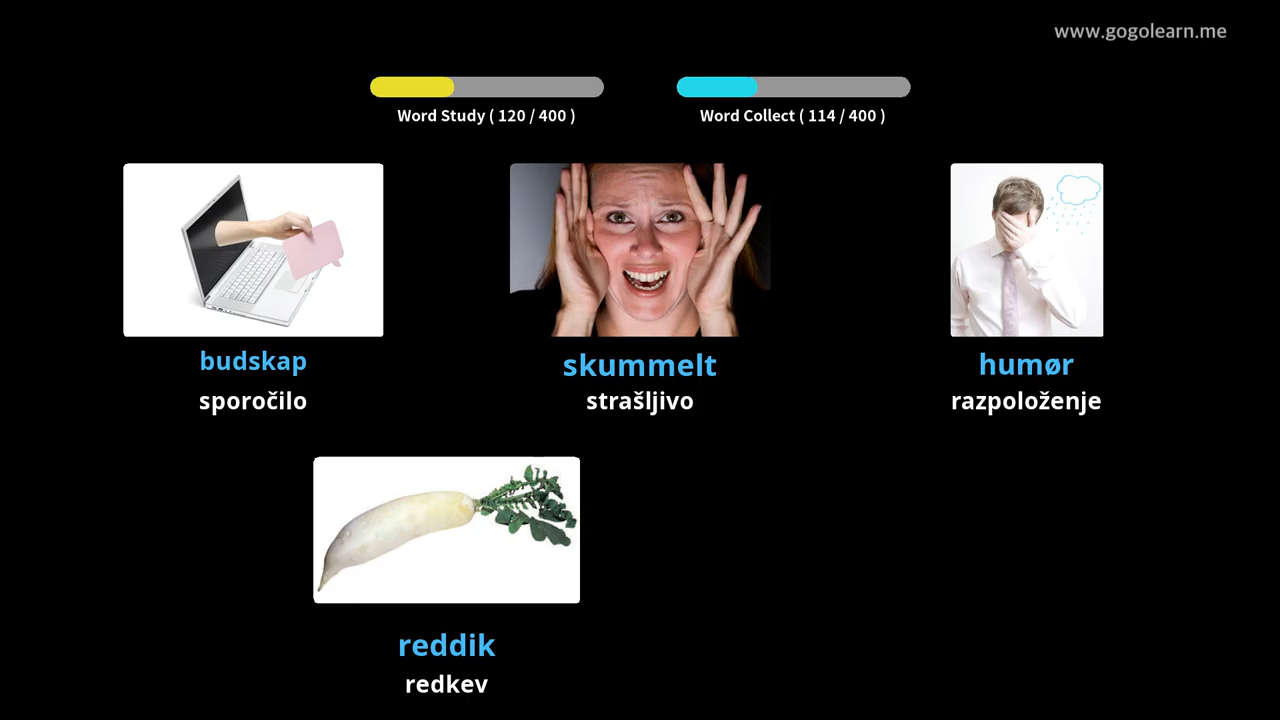 www.gogolearn.me
Word Study ( 120 / 400 )
Word Collect ( 114 / 400 )
budskap
sporočilo
skummelt
strašljivo
humør
razpoloženje
reddik
redkev